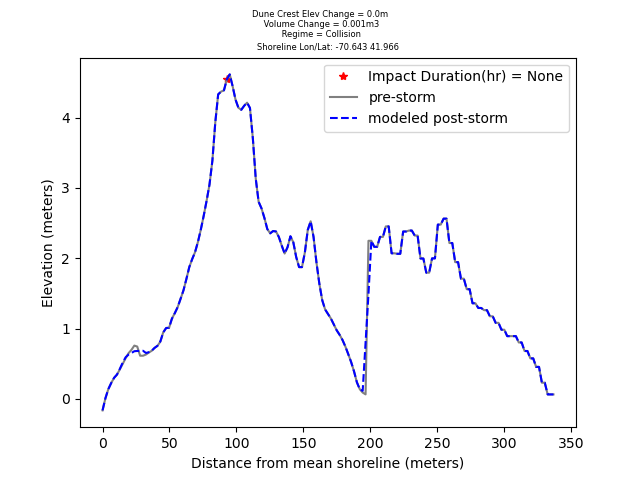 Dune Crest Elev Change = 0.0m
Volume Change = 0.001m3
Regime = Collision
Shoreline Lon/Lat: -70.643 41.966
Impact Duration(hr) = None
pre-storm
modeled post-storm
Elevation (meters)
4
3
2
1
0
0 50 100 150 200 250 300 350
Distance from mean shoreline (meters)